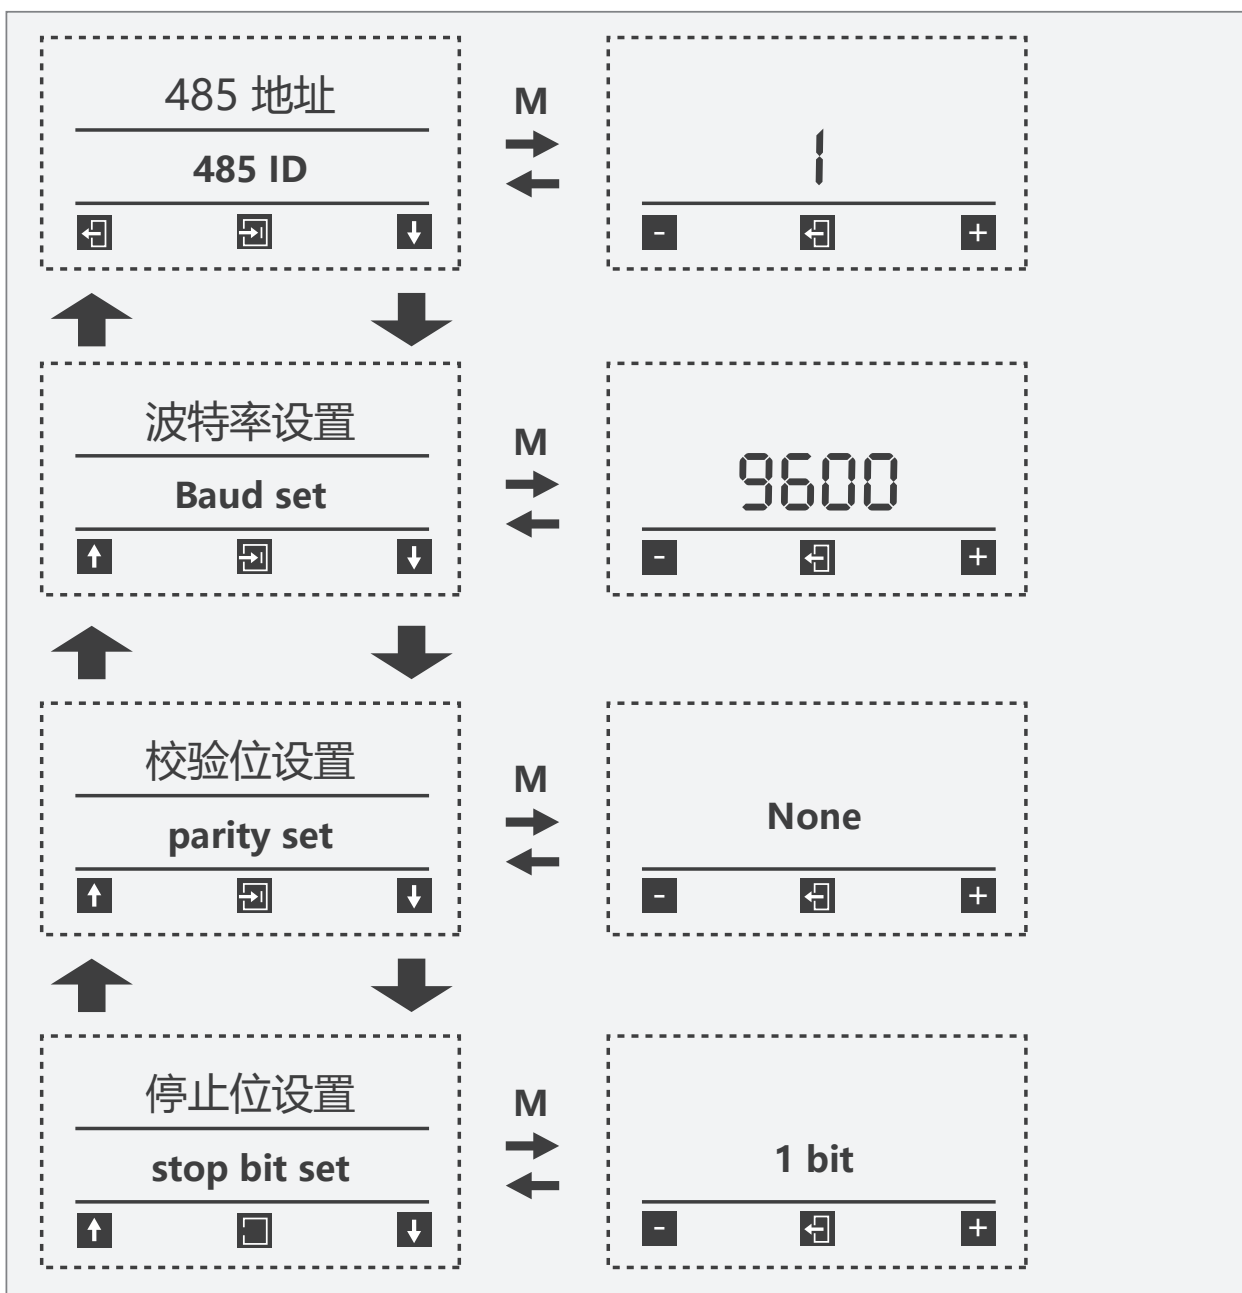 485 地址
485 ID
M
1
-
+
波特率设置
Baud set
M
9600
-
+
校验位设置
parity set
M
None
-
+
停止位设置
stop bit set
M
1 bit
-
+